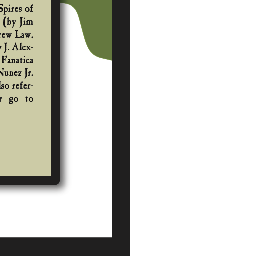 Spires of
(by Jim
rew Law.
y J. Alex-
Fanatica
Nunez Jr.
lso refer-
r go to